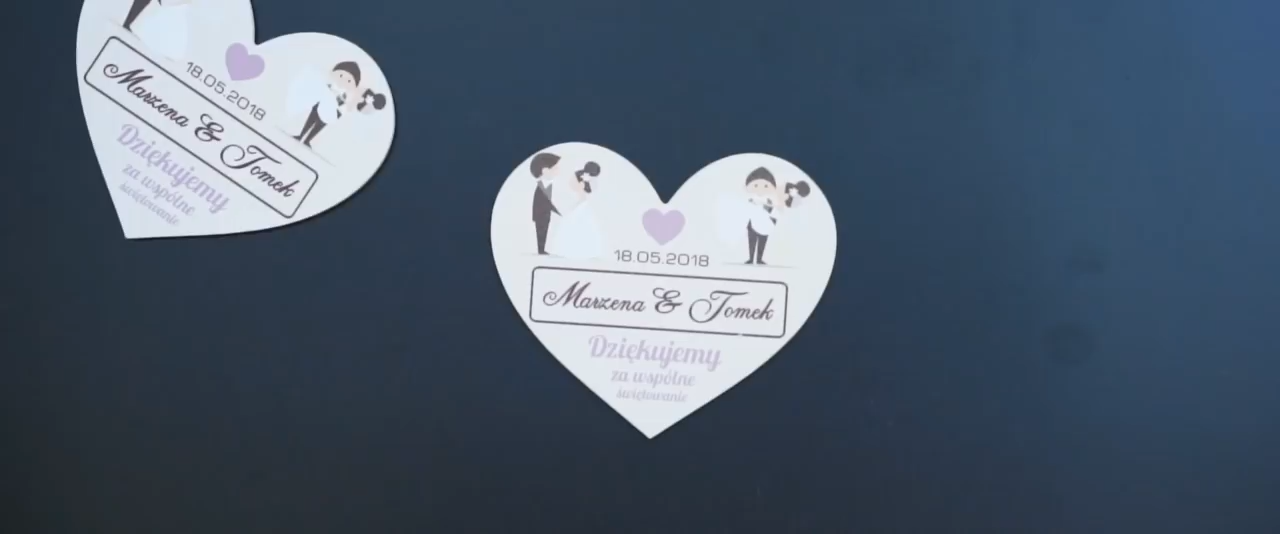 18.05.2018
Marzena & Tomek
Dziękujemy
za wspólne
świętowanie
18.05.2018
Marzena & Tomek
Dziękujemy
za wspólne
świętowanie